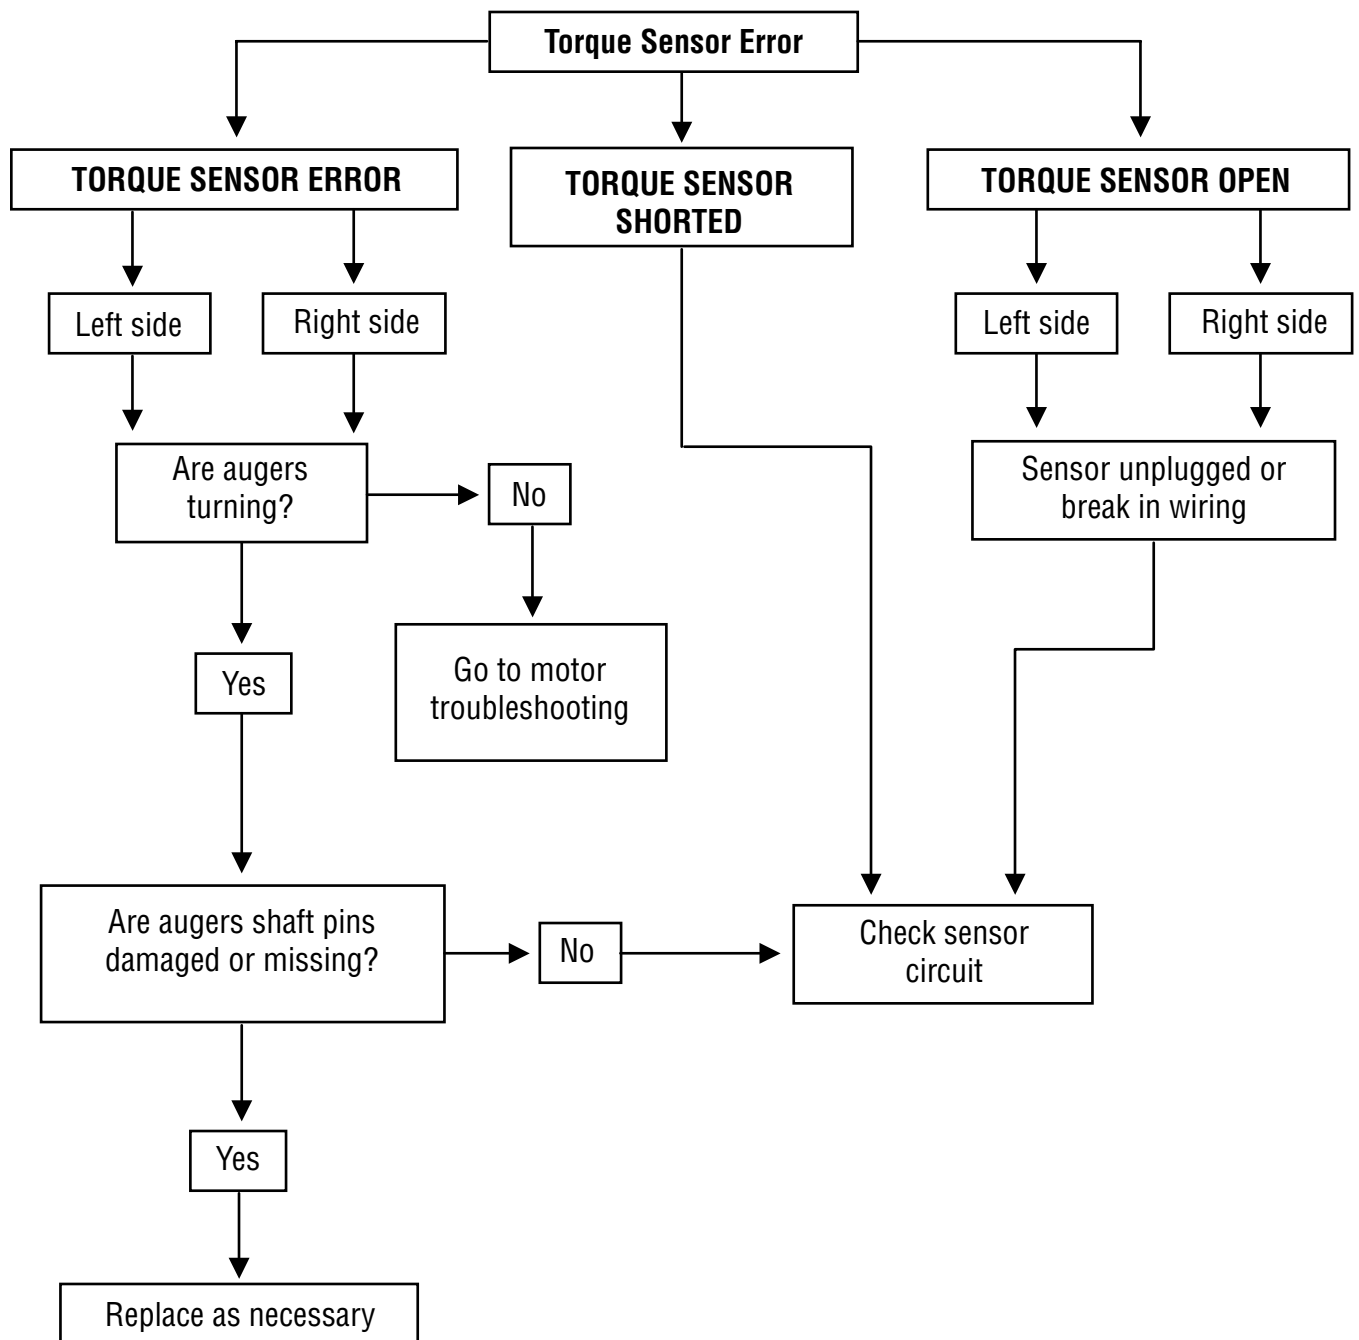 Torque Sensor Error
TORQUE SENSOR ERROR
TORQUE SENSOR
SHORTED
TORQUE SENSOR OPEN
Left side
Right side
Left side
Right side
Are augers
turning?
No
Sensor unplugged or
break in wiring
Yes
Go to motor
troubleshooting
Are augers shaft pins
damaged or missing?
No
Check sensor
circuit
Yes
Replace as necessary